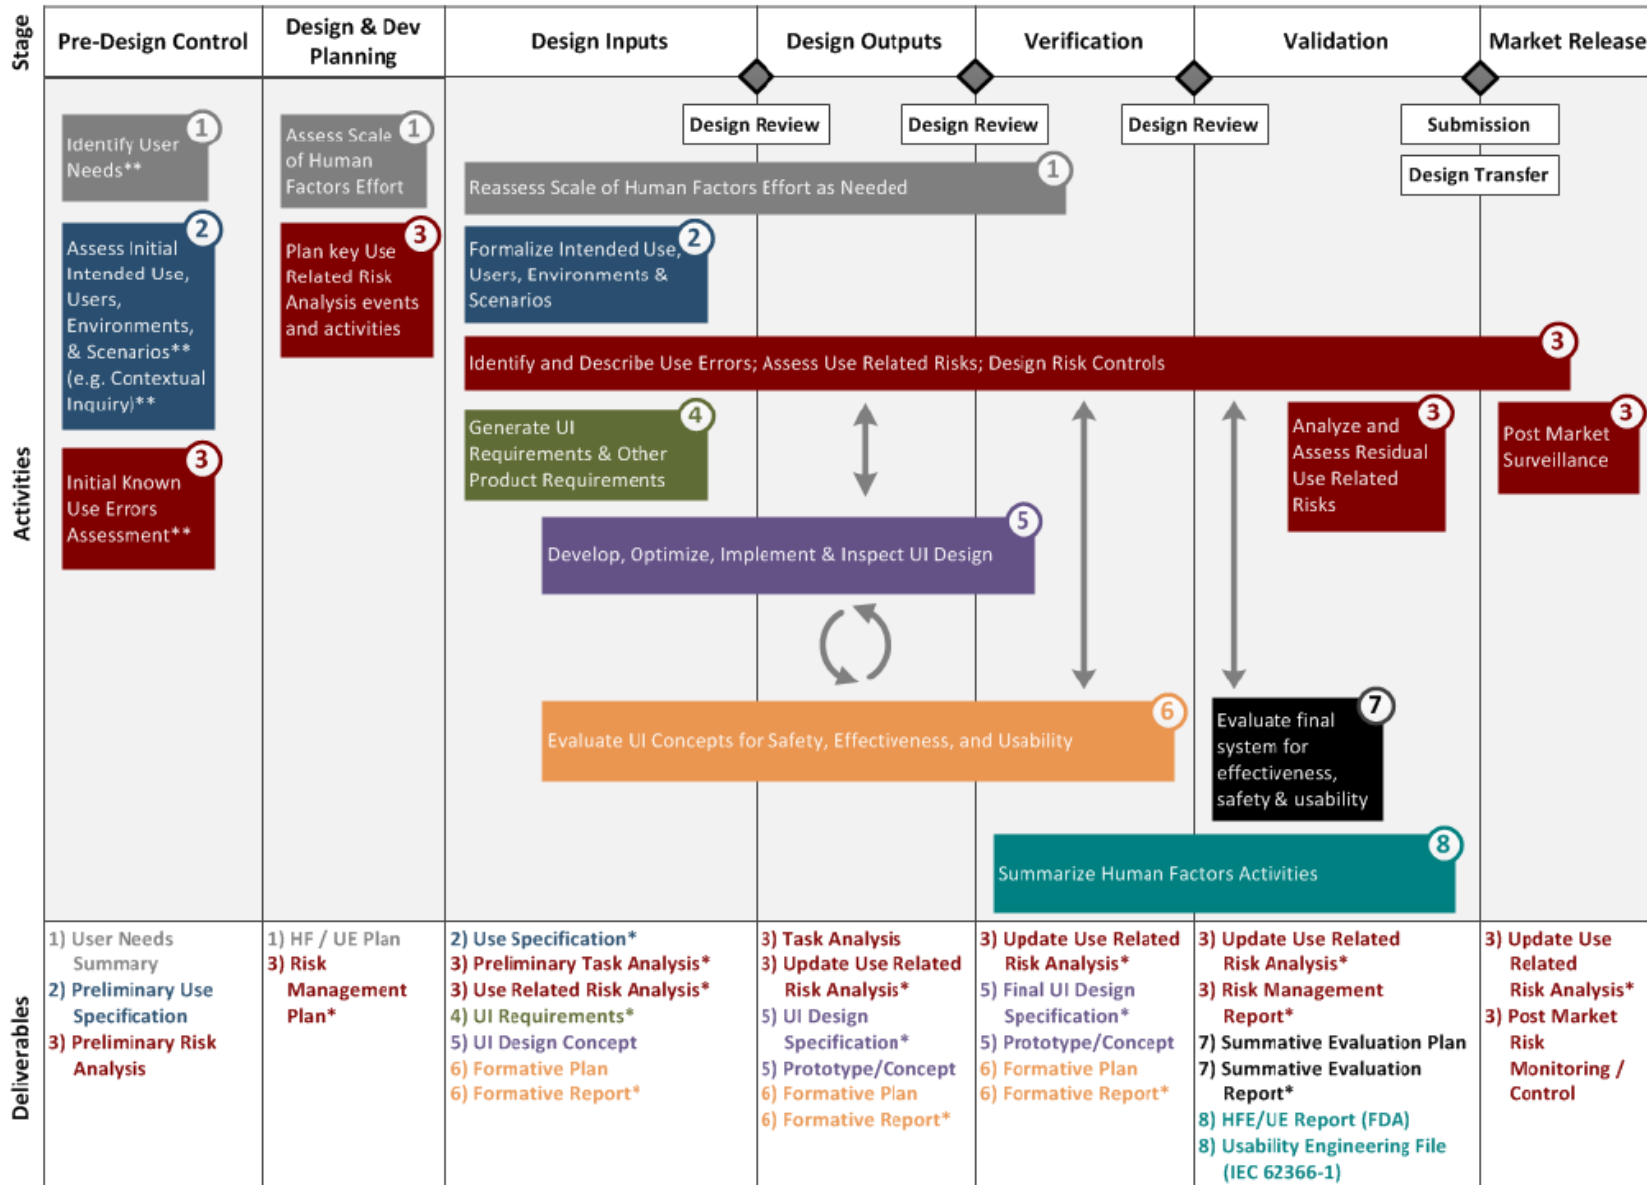 Stage
Pre-Design Control
Design & Dev
Planning
Design Inputs
Design Outputs
Verification
Validation
Market Release
Design Review
Design Review
Design Review
Submission
Design Transfer
Activities
1
Identify User
Needs**
2
Assess Initial
Intended Use,
Users,
Environments,
& Scenarios**
(e.g. Contextual
Inquiry)**
3
Initial Known
Use Errors
Assessment**
1
Assess Scale
of Human
Factors Effort
3
Plan key Use
Related Risk
Analysis events
and activities
1
Reassess Scale of Human Factors Effort as Needed
2
Formalize Intended Use,
Users, Environments &
Scenarios
3
Identify and Describe Use Errors; Assess Use Related Risks; Design Risk Controls
4
Generate UI
Requirements & Other
Product Requirements
3
Analyze and
Assess Residual
Use Related
Risks
3
Post Market
Surveillance
5
Develop, Optimize, Implement & Inspect UI Design
6
Evaluate UI Concepts for Safety, Effectiveness, and Usability
7
Evaluate final
system for
effectiveness,
safety & usability
8
Summarize Human Factors Activities
Deliverables
1) User Needs
Summary
2) Preliminary Use
Specification
3) Preliminary Risk
Analysis
1) HF / UE Plan
3) Risk
Management
Plan*
2) Use Specification*
3) Preliminary Task Analysis*
3) Use Related Risk Analysis*
4) UI Requirements*
5) UI Design Concept
6) Formative Plan
6) Formative Report*
3) Task Analysis
3) Update Use Related
Risk Analysis*
5) UI Design
Specification*
5) Prototype/Concept
6) Formative Plan
6) Formative Report*
3) Update Use Related
Risk Analysis*
5) Final UI Design
Specification*
5) Prototype/Concept
6) Formative Plan
6) Formative Report*
3) Update Use Related
Risk Analysis*
3) Risk Management
Report*
7) Summative Evaluation Plan
7) Summative Evaluation
Report*
8) HFE/UE Report (FDA)
8) Usability Engineering File
(IEC 62366-1)
3) Update Use
Related
Risk Analysis*
3) Post Market
Risk
Monitoring /
Control